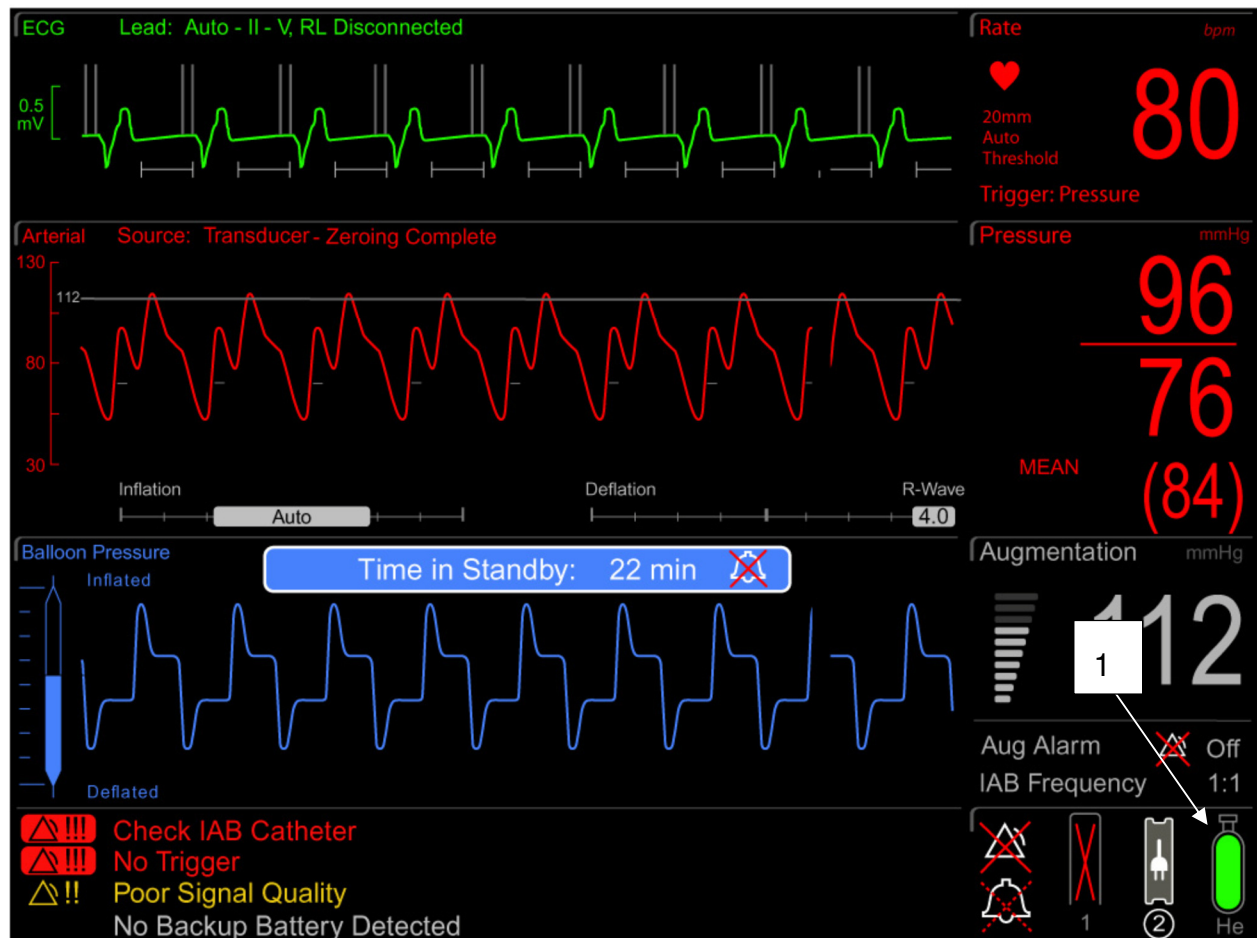 ECG Lead: Auto - II - V, RL Disconnected
0.5
mV
Rate bpm
80
20mm
Auto
Threshold
Trigger: Pressure
Arterial Source: Transducer - Zeroing Complete
130
112
80
30
Pressure mmHg
96
76
MEAN (84)
Inflation Deflation R-Wave
Auto 4.0
Balloon Pressure
Inflated
Time in Standby: 22 min
Deflated
Augmentation mmHg
112
1
Aug Alarm Off
IAB Frequency 1:1
!!! Check IAB Catheter
!!! No Trigger
!! Poor Signal Quality
No Backup Battery Detected
1 2 He